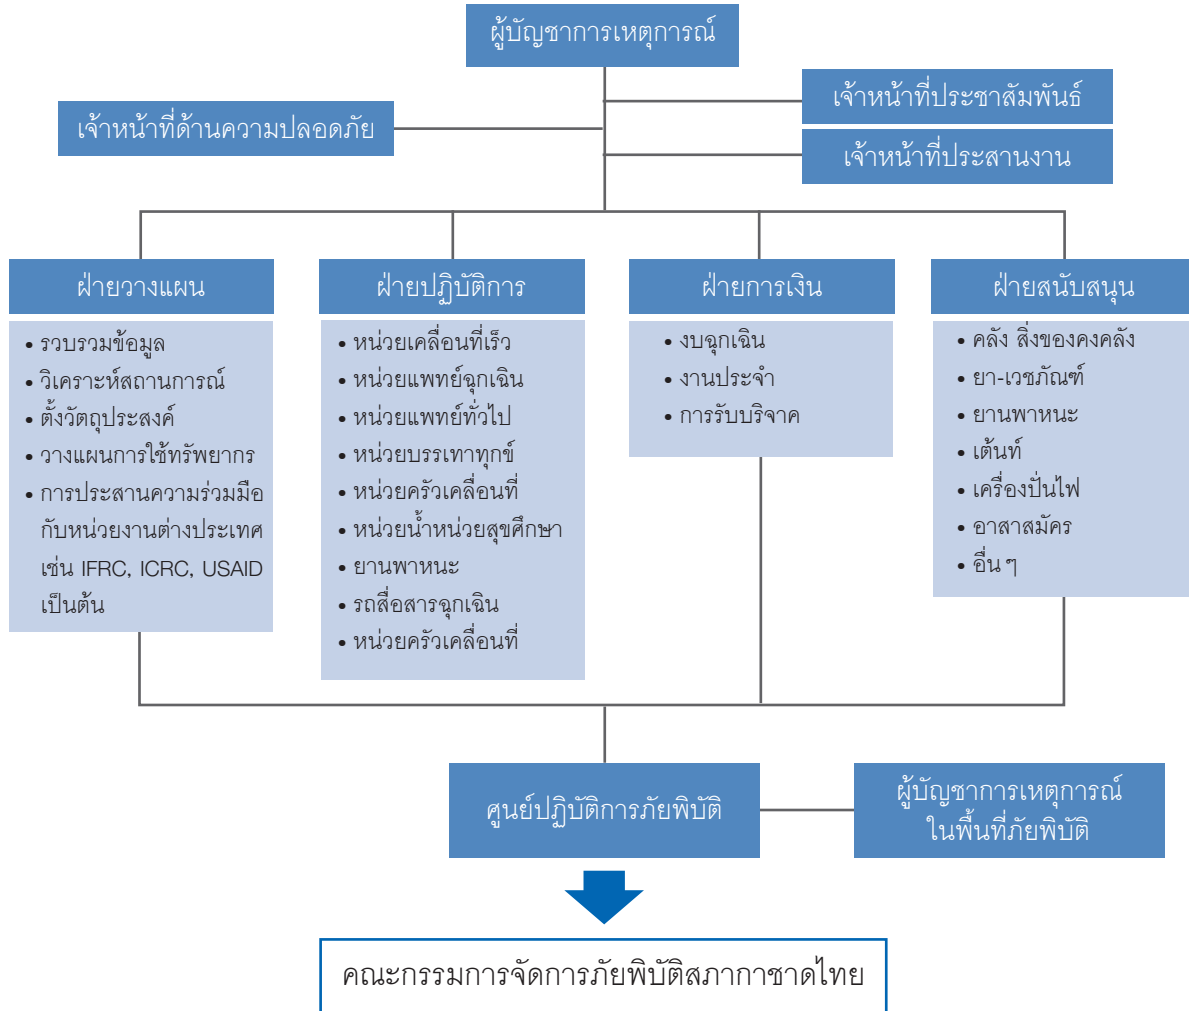 ผู้บัญชาการเหตุการณ์
เจ้าหน้าที่ประชาสัมพันธ์
เจ้าหน้าที่ด้านความปลอดภัย
เจ้าหน้าที่ประสานงาน
ฝ่ายวางแผน
• รวบรวมข้อมูล
• วิเคราะห์สถานการณ์
• ตั้งวัตถุประสงค์
• วางแผนการใช้ทรัพยากร
• การประสานความร่วมมือ
กับหน่วยงานต่างประเทศ
เช่น IFRC, ICRC, USAID
เป็นต้น
ฝ่ายปฏิบัติการ
• หน่วยเคลื่อนที่เร็ว
• หน่วยแพทย์ฉุกเฉิน
• หน่วยแพทย์ทั่วไป
• หน่วยบรรเทาทุกข์
• หน่วยครัวเคลื่อนที่
• หน่วยน้ำหน่วยสุขศึกษา
• ยานพาหนะ
• รถสื่อสารฉุกเฉิน
• หน่วยครัวเคลื่อนที่
ฝ่ายการเงิน
• งบฉุกเฉิน
• งานประจำ
• การรับบริจาค
ฝ่ายสนับสนุน
• คลัง สิ่งของคงคลัง
• ยา-เวชภัณฑ์
• ยานพาหนะ
• เต้นท์
• เครื่องปั่นไฟ
• อาสาสมัคร
• อื่น ๆ
ศูนย์ปฏิบัติการภัยพิบัติ
ผู้บัญชาการเหตุการณ์
ในพื้นที่ภัยพิบัติ
คณะกรรมการจัดการภัยพิบัติสภากาชาดไทย